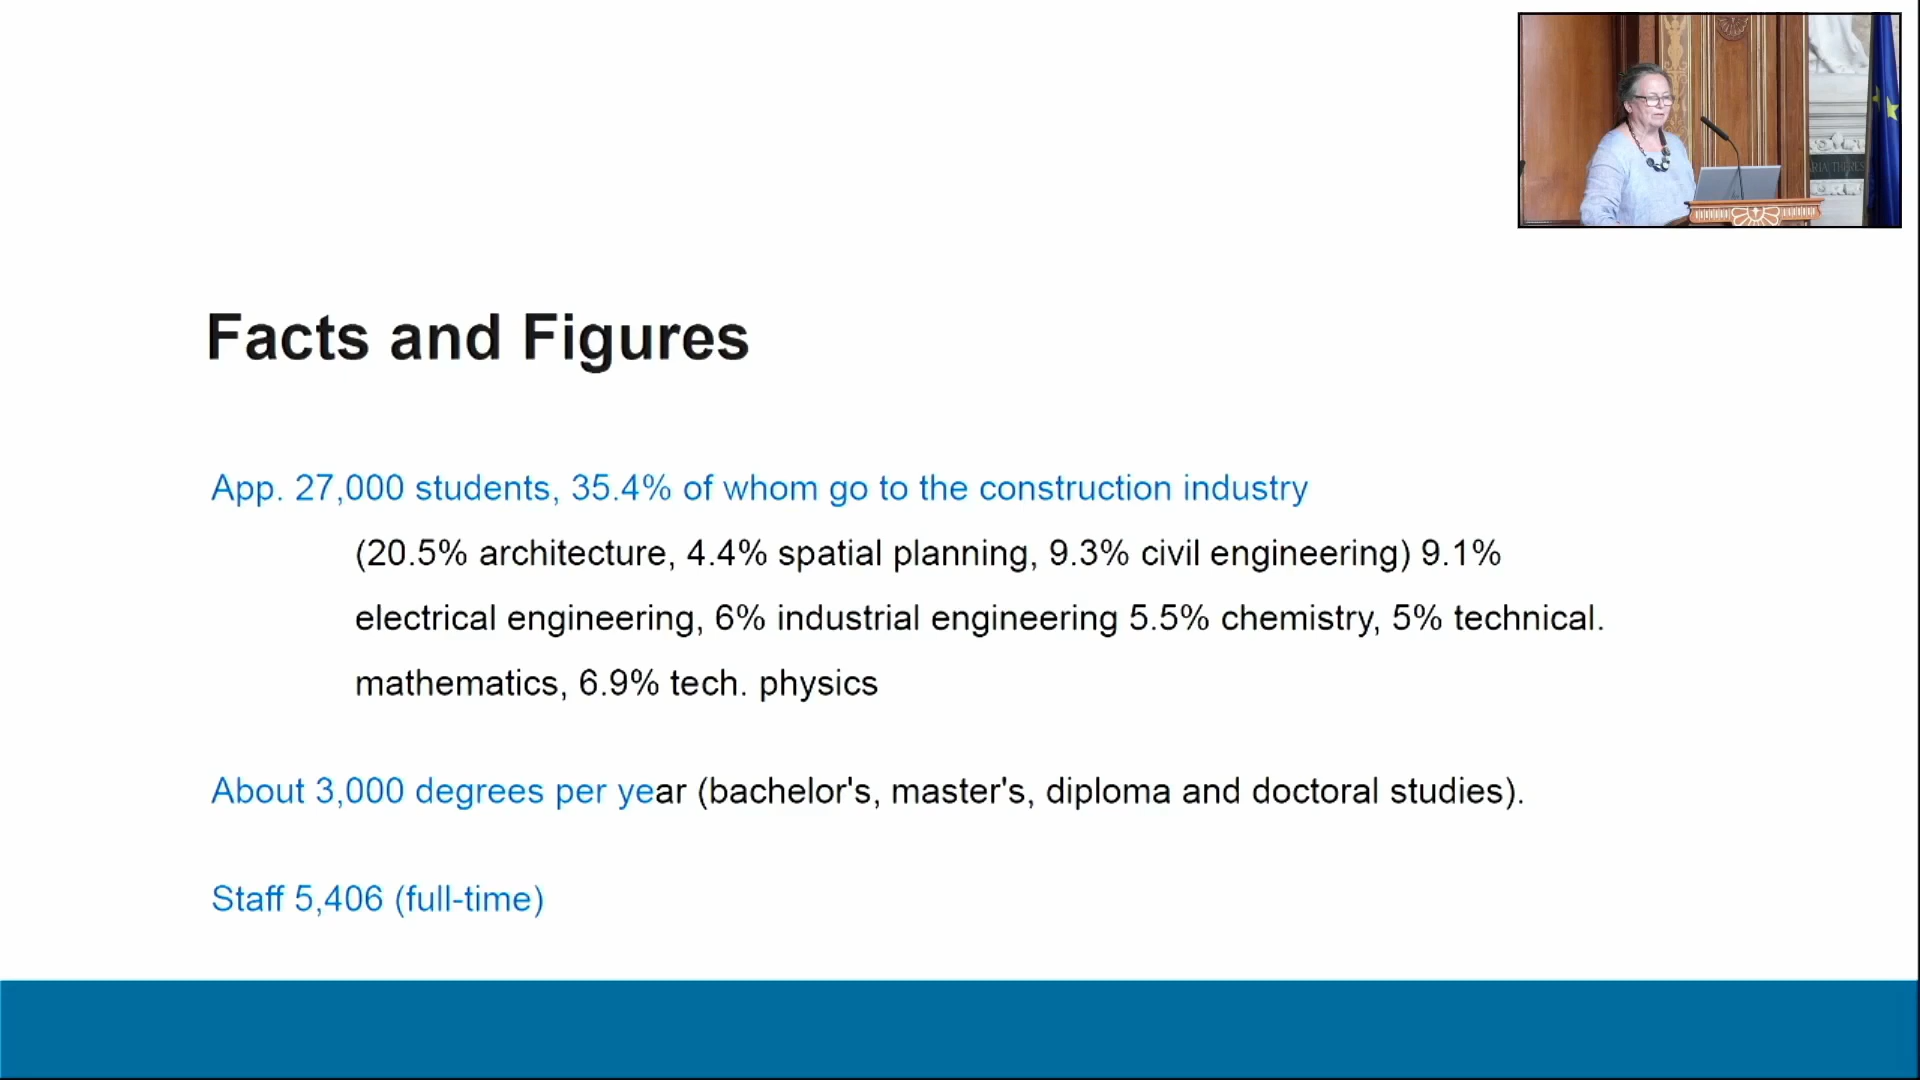 Facts and Figures
App. 27,000 students, 35.4% of whom go to the construction industry
(20.5% architecture, 4.4% spatial planning, 9.3% civil engineering) 9.1%
electrical engineering, 6% industrial engineering 5.5% chemistry, 5% technical.
mathematics, 6.9% tech. physics
About 3,000 degrees per year (bachelor's, master's, diploma and doctoral studies).
Staff 5,406 (full-time)